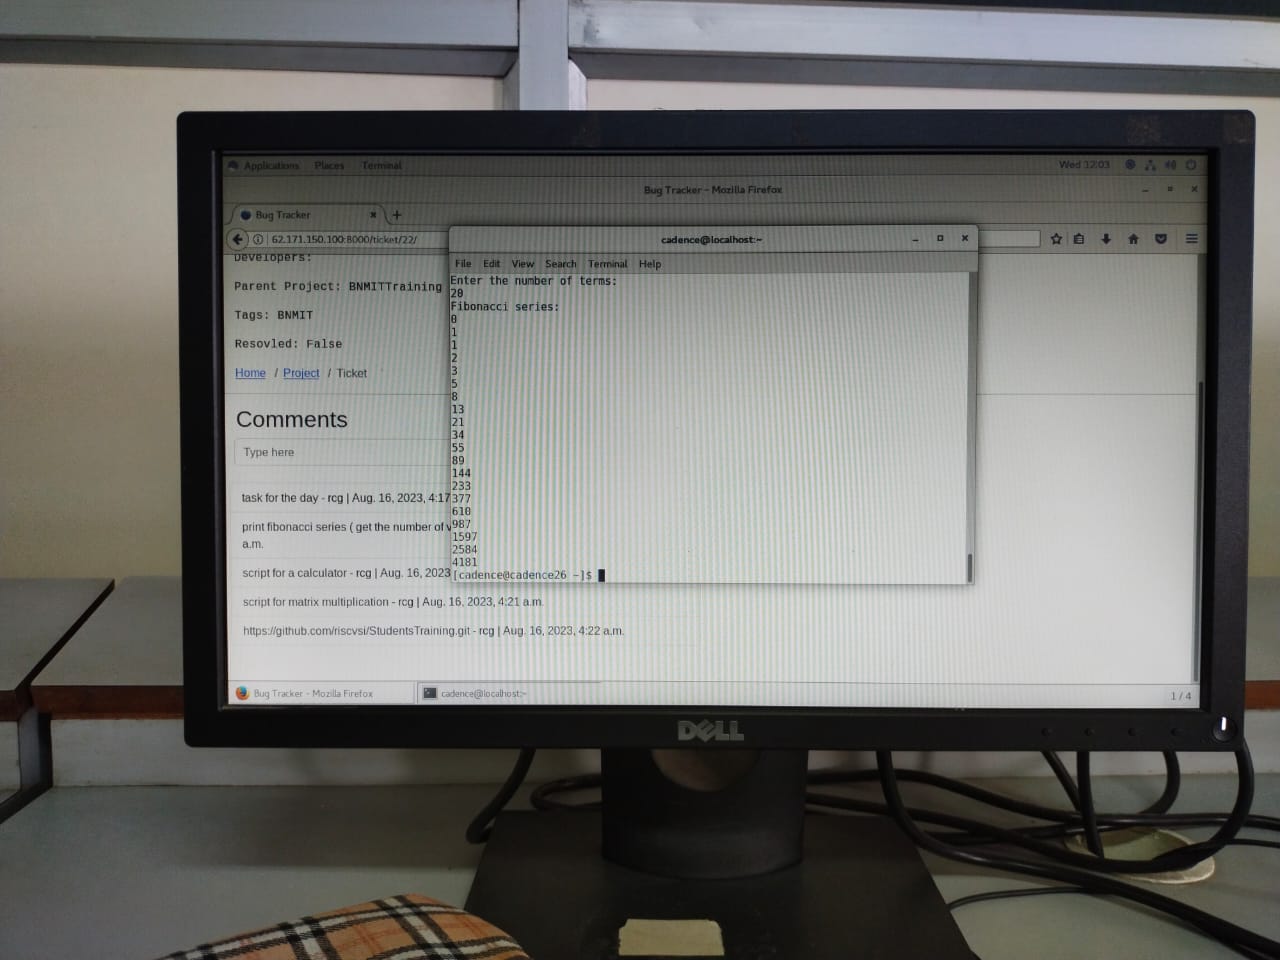 Applications Places Terminal Wed 12:03
Bug Tracker - Mozilla Firefox
Bug Tracker
62.171.150.100:8000/ticket/22/
cadence@localhost:~
File Edit View Search Terminal Help
Enter the number of terms:
20
Fibonacci series:
0
1
1
2
3
5
8
13
21
34
55
89
144
233
377
610
987
1597
2584
4181
[cadence@cadence26 ~]$
Developers:
Parent Project: BNMITTraining
Tags: BNMIT
Resovled: False
Home / Project / Ticket
Comments
Type here
task for the day - rcg | Aug. 16, 2023, 4:17
print fibonacci series ( get the number of
a.m.
script for a calculator - rcg | Aug. 16, 2023
script for matrix multiplication - rcg | Aug. 16, 2023, 4:21 a.m.
https://github.com/riscvsi/StudentsTraining.git - rcg | Aug. 16, 2023, 4:22 a.m.
Bug Tracker - Mozilla Firefox cadence@localhost:~ 1 / 4
DELL